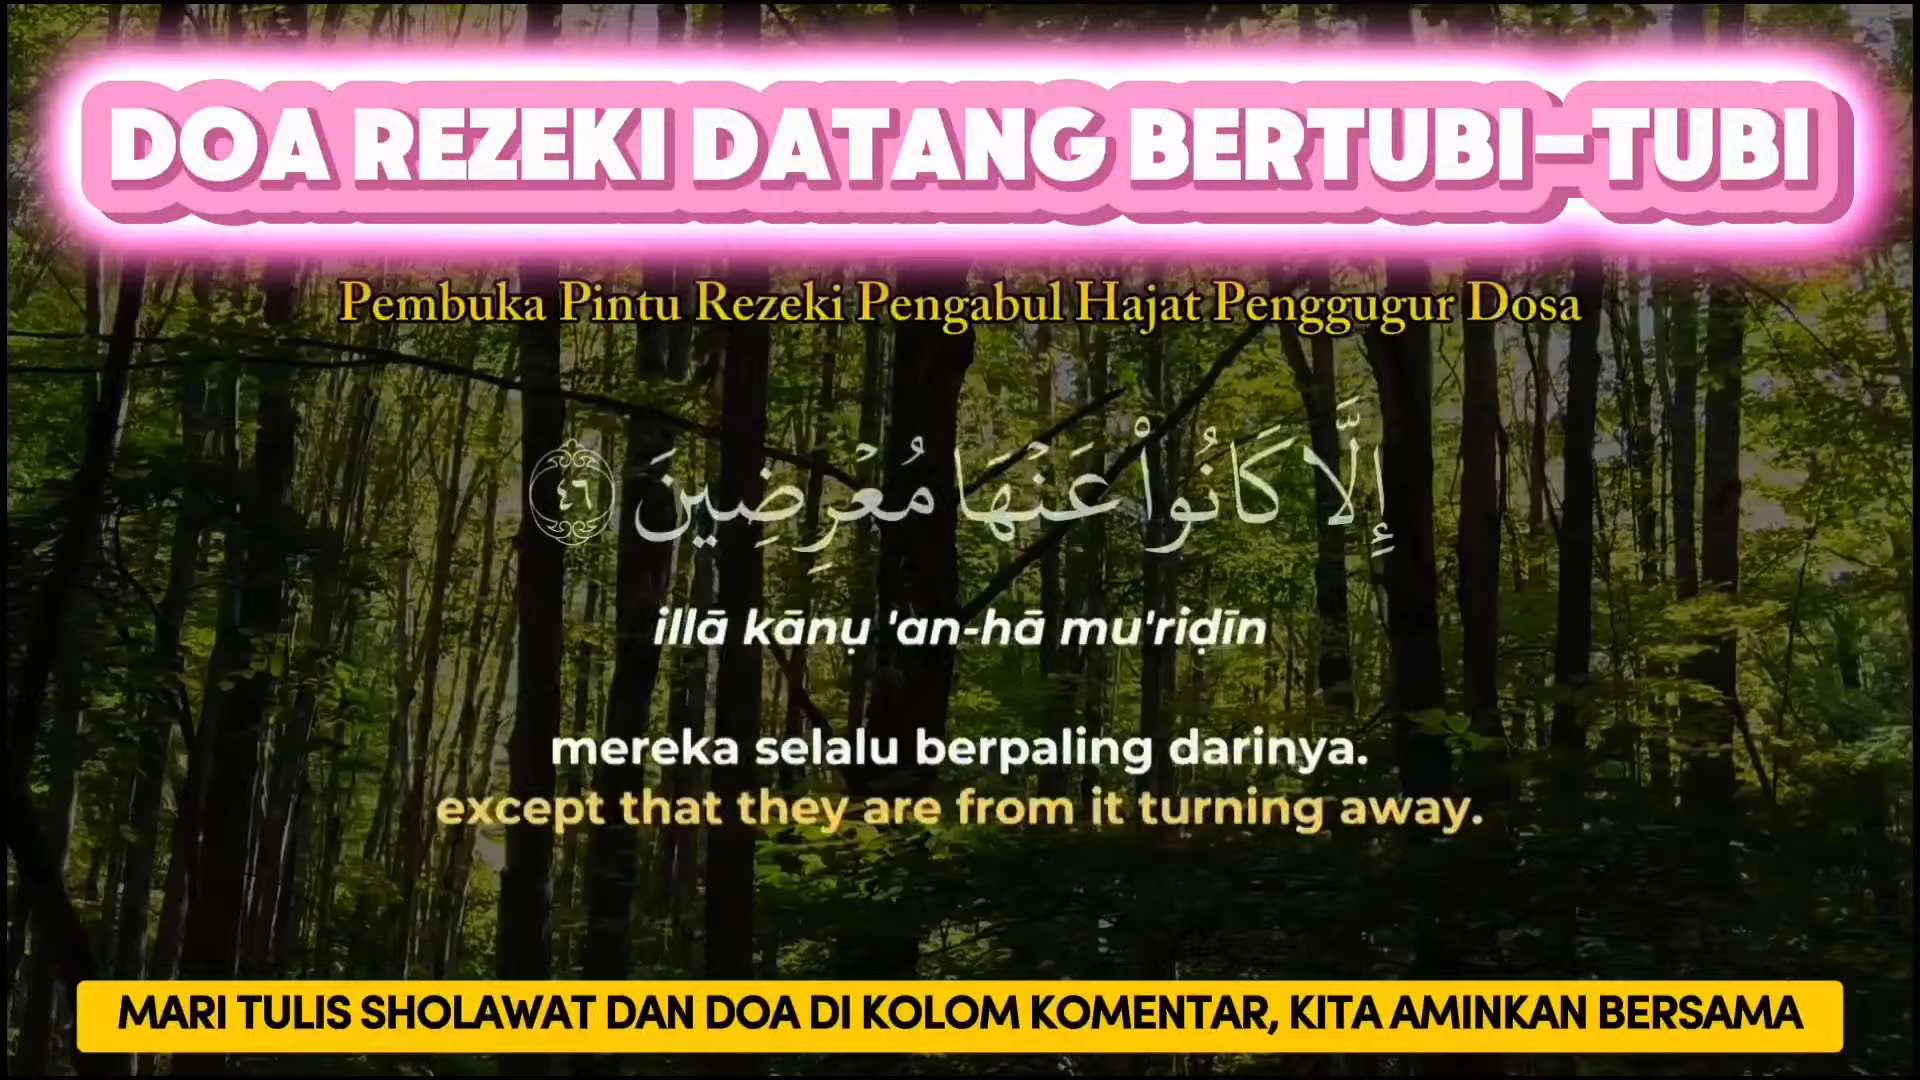 DOA REZEKI DATANG BERTUBI-TUBI
Pembuka Pintu Rezeki Pengabul Hajat Penggugur Dosa
إِلَّا كَانُوا۟ عَنْهَا مُعْرِضِينَ ٤٦
illā kānụ 'an-hā mu'riḍīn
mereka selalu berpaling darinya.
except that they are from it turning away.
MARI TULIS SHOLAWAT DAN DOA DI KOLOM KOMENTAR, KITA AMINKAN BERSAMA